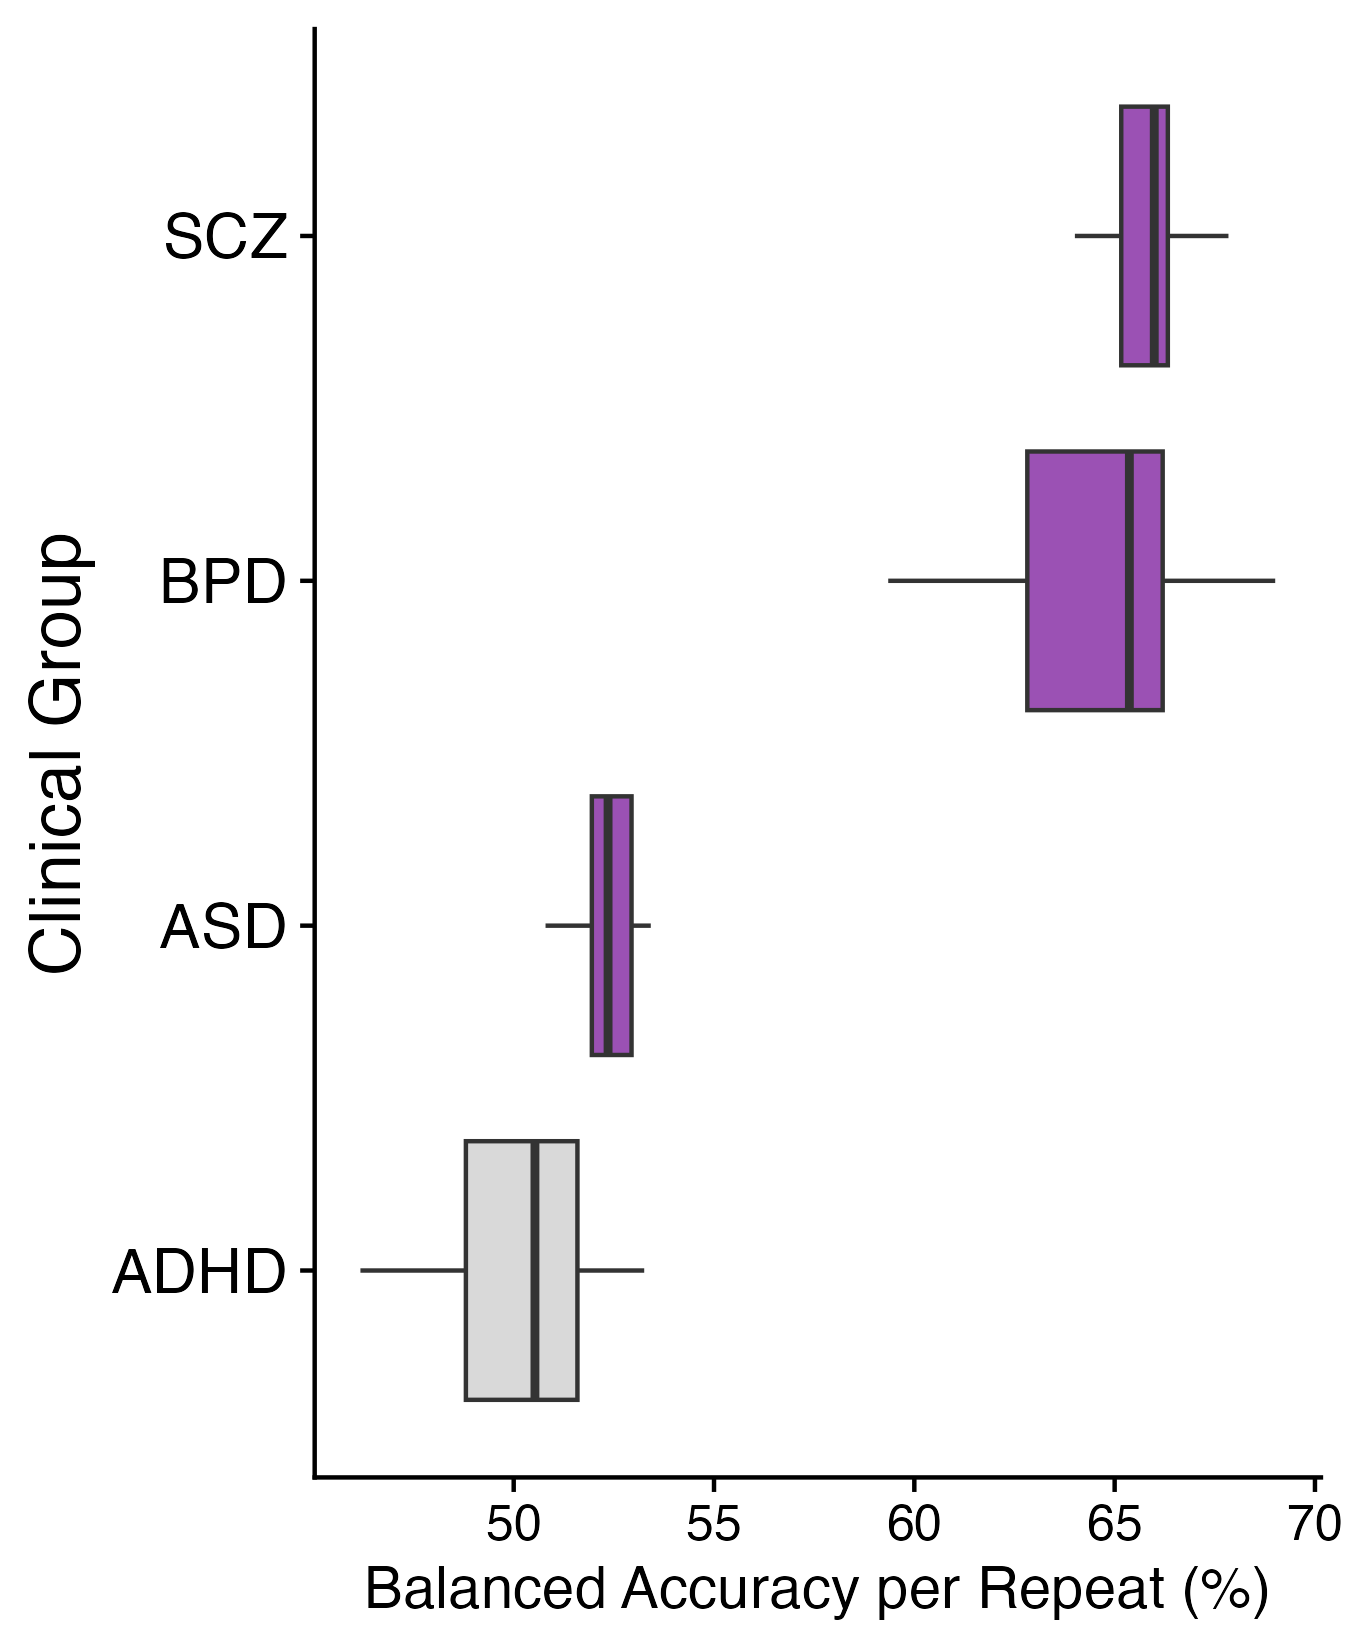 Clinical Group
SCZ
BPD
ASD
ADHD
50 55 60 65 70
Balanced Accuracy per Repeat (%)